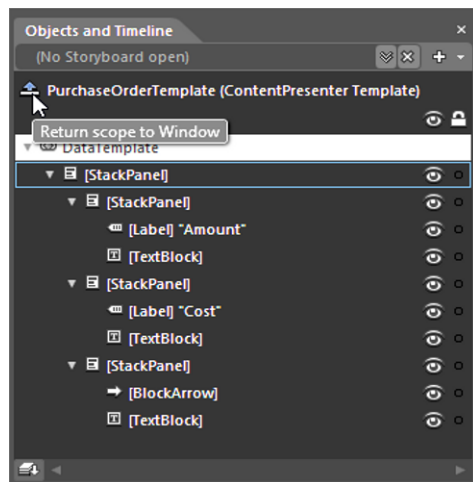 Objects and Timeline
(No Storyboard open)
PurchaseOrderTemplate (ContentPresenter Template)
Return scope to Window
DataTemplate
[StackPanel]
[StackPanel]
[Label] "Amount"
[TextBlock]
[StackPanel]
[Label] "Cost"
[TextBlock]
[StackPanel]
[BlockArrow]
[TextBlock]